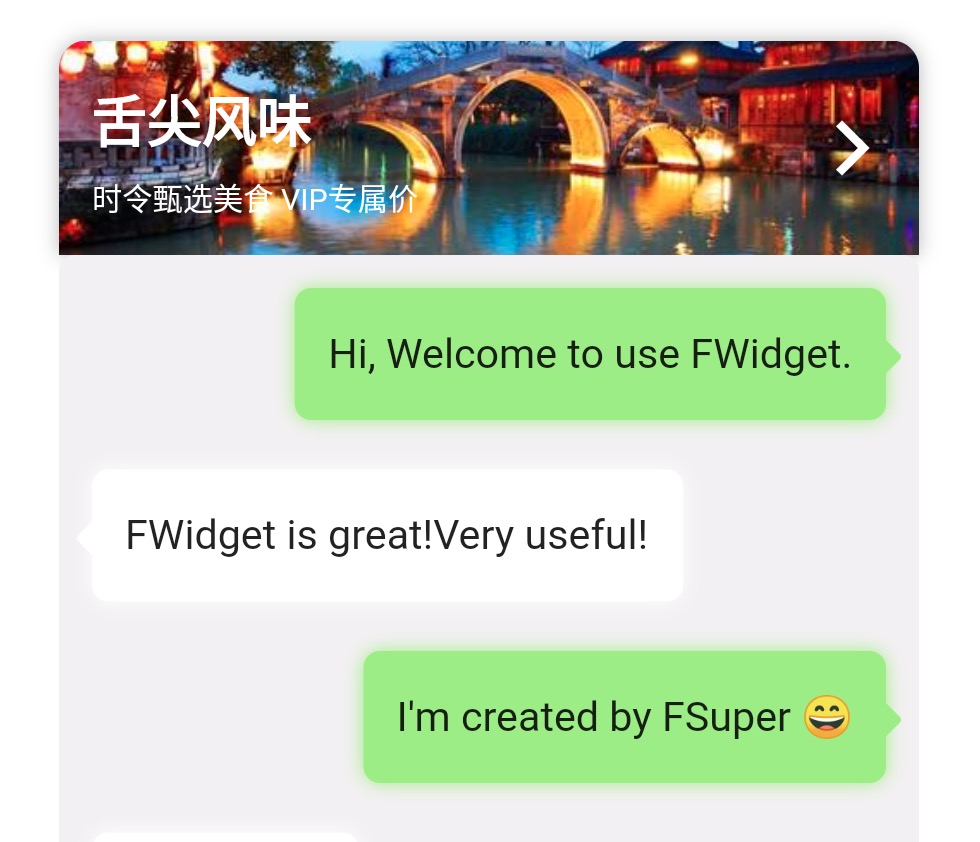 舌尖风味
时令甄选美食 VIP专属价
Hi, Welcome to use FWidget.
FWidget is great!Very useful!
I'm created by FSuper 😄